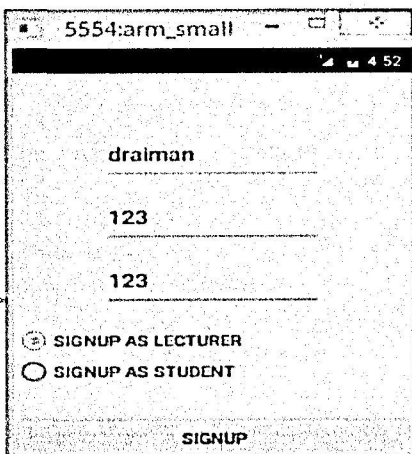 5554:arm_small
4:52
draiman
123
123
SIGNUP AS LECTURER
SIGNUP AS STUDENT
SIGNUP